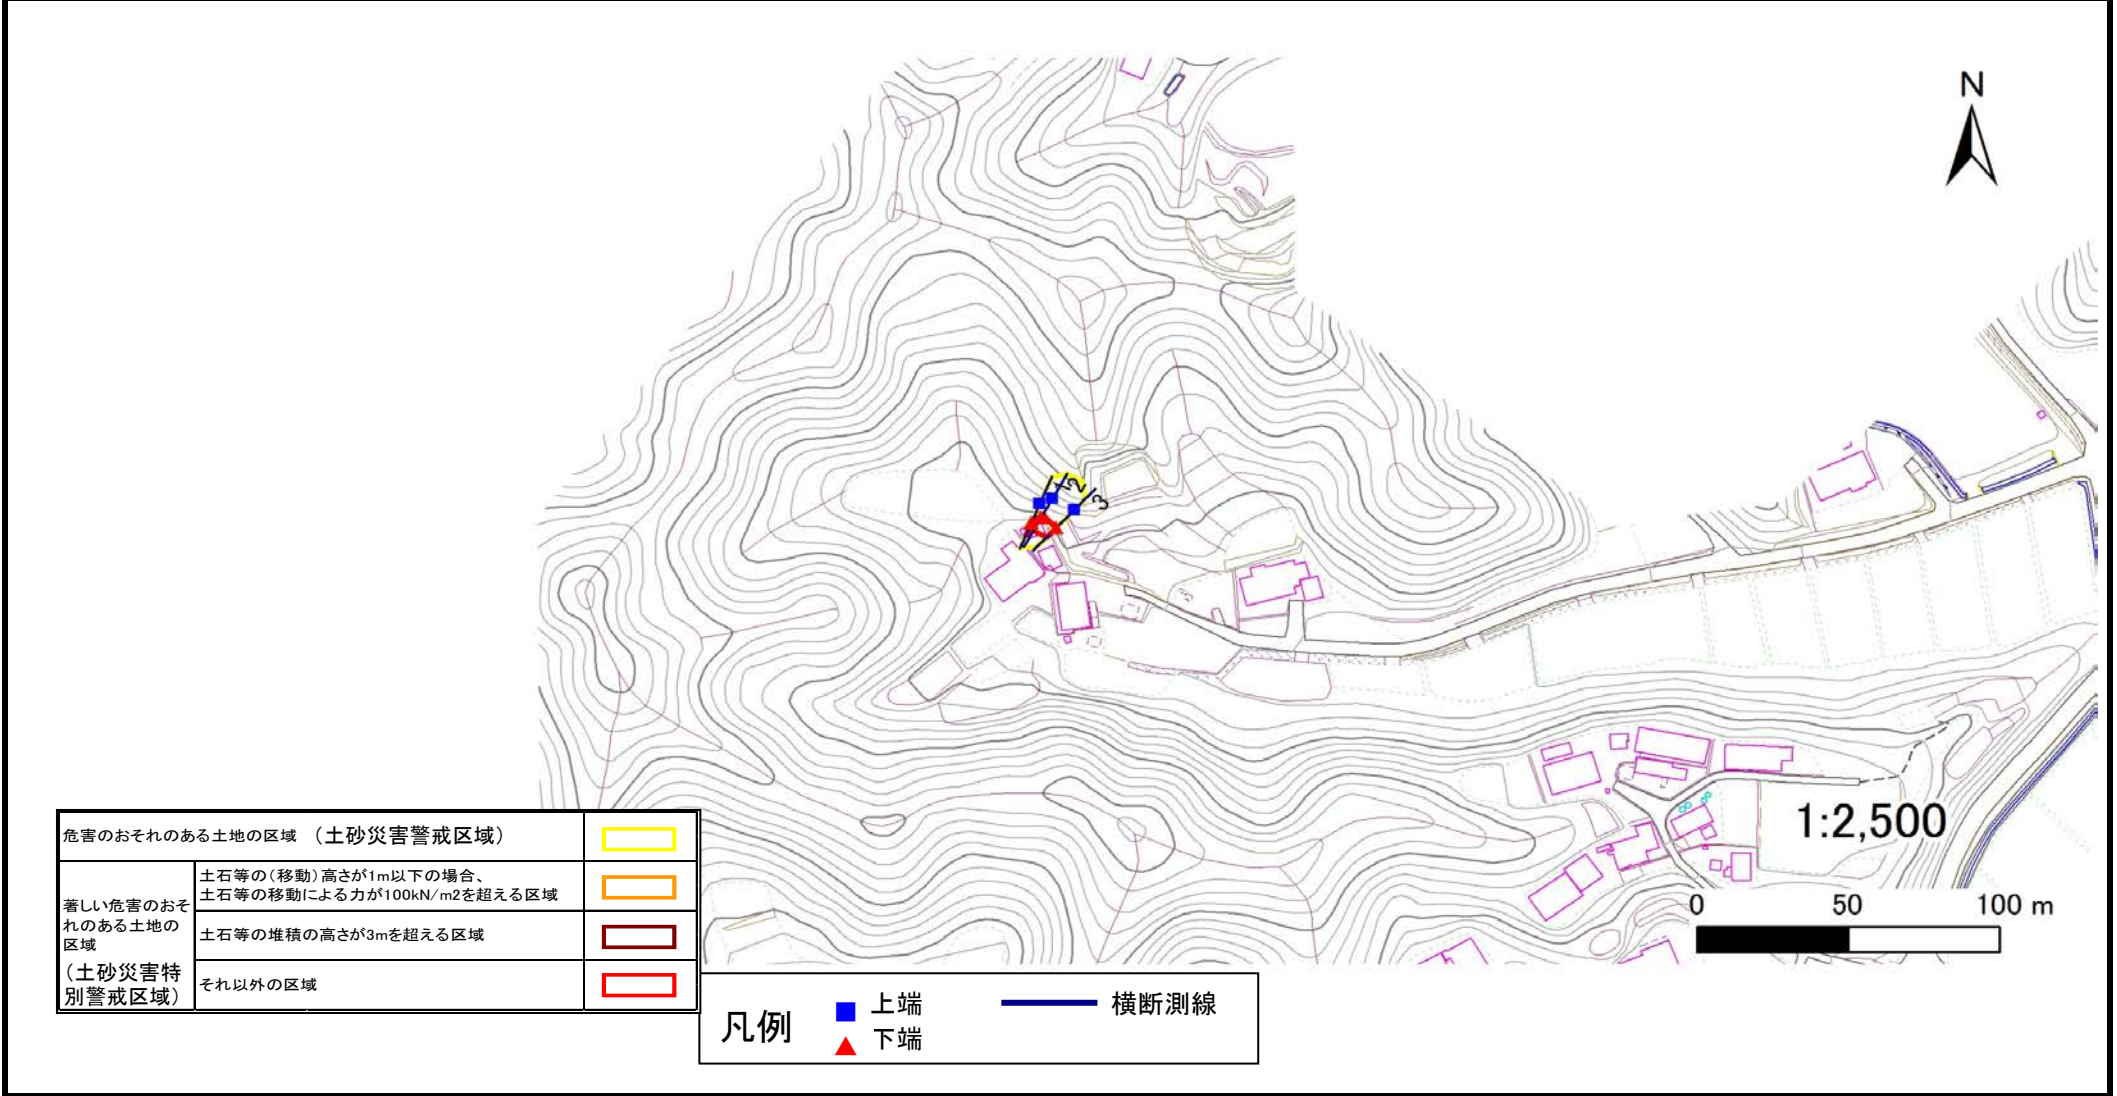 N
1
2
3
1:2,500
0 50 100 m
危害のおそれのある土地の区域 (土砂災害警戒区域)
著しい危害のおそ
れのある土地の
区域
(土砂災害特
別警戒区域)
土石等の(移動)高さが1m以下の場合、
土石等の移動による力が100kN/m2を超える区域
土石等の堆積の高さが3mを超える区域
それ以外の区域
凡例
上端
下端
横断測線